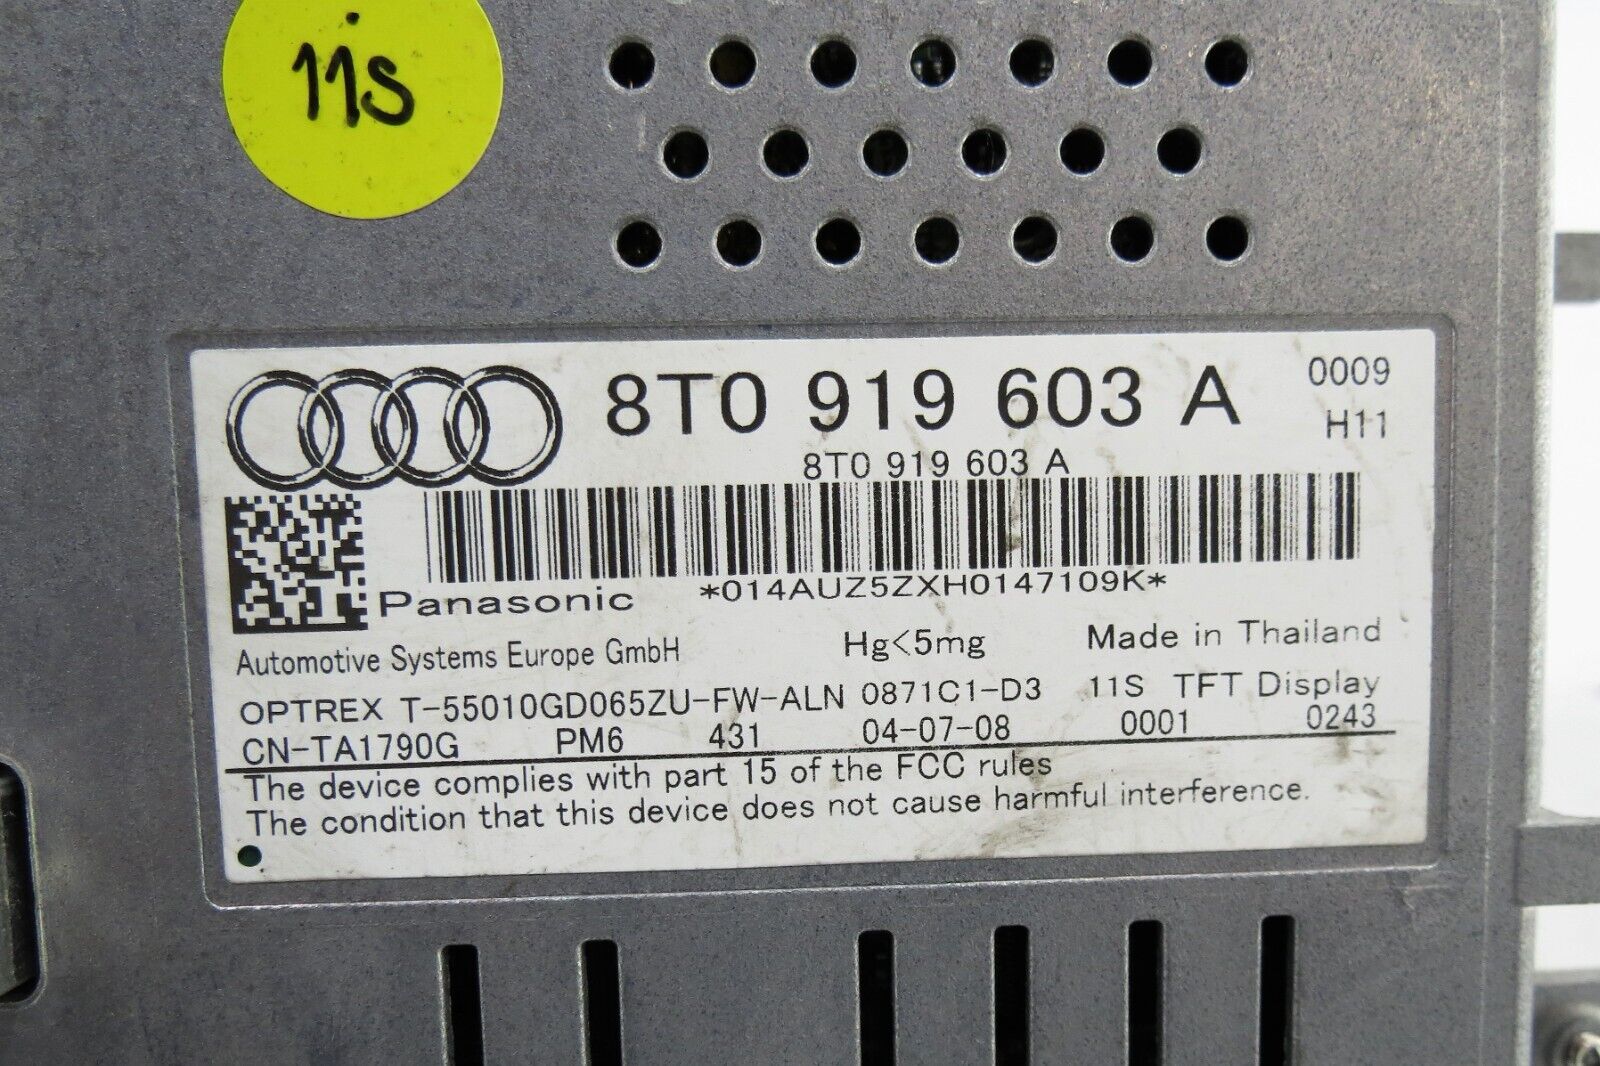 11S
8T0 919 603 A
0009
H11
8T0 919 603 A
*014AUZ5ZXH0147109K*
Panasonic
Automotive Systems Europe GmbH Hg<5mg Made in Thailand
OPTREX T-55010GD065ZU-FW-ALN 0871C1-D3 11S TFT Display
CN-TA1790G PM6 431 04-07-08 0001 0243
The device complies with part 15 of the FCC rules
The condition that this device does not cause harmful interference.